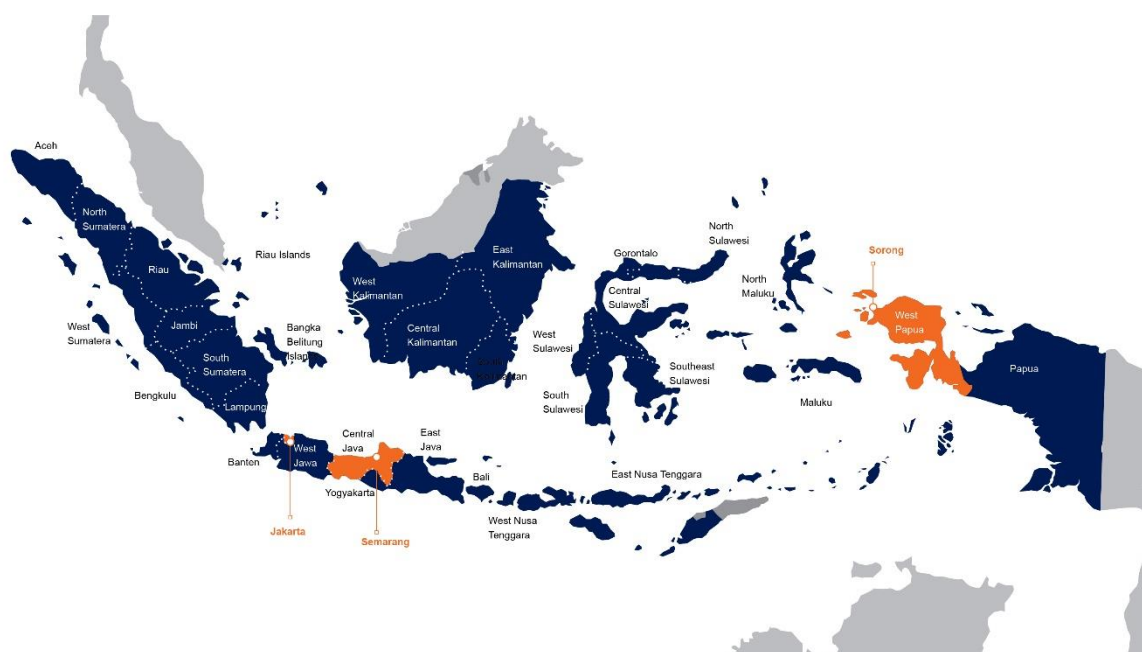 Aceh
North
Sumatera
Riau
Riau Islands
West
Sumatera
Jambi
Bangka
Belitung
Island
South
Sumatera
Bengkulu
Lampung
West
Kalimantan
East
Kalimantan
Central
Kalimantan
Gorontalo
North
Sulawesi
Central
Sulawesi
West
Sulawesi
Southeast
Sulawesi
South
Sulawesi
North
Maluku
Maluku
Sorong
West
Papua
Papua
Banten
West
Jawa
Central
Java
East
Java
Yogyakarta
Bali
West Nusa
Tenggara
East Nusa Tenggara
Jakarta
Semarang